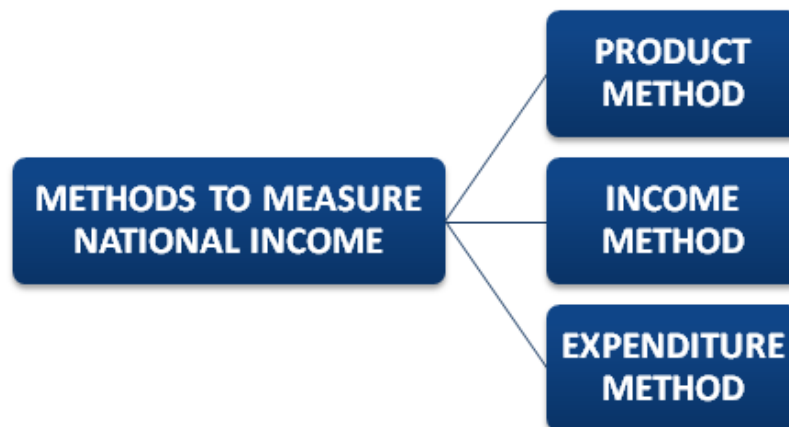 PRODUCT
METHOD
METHODS TO MEASURE
NATIONAL INCOME
INCOME
METHOD
EXPENDITURE
METHOD